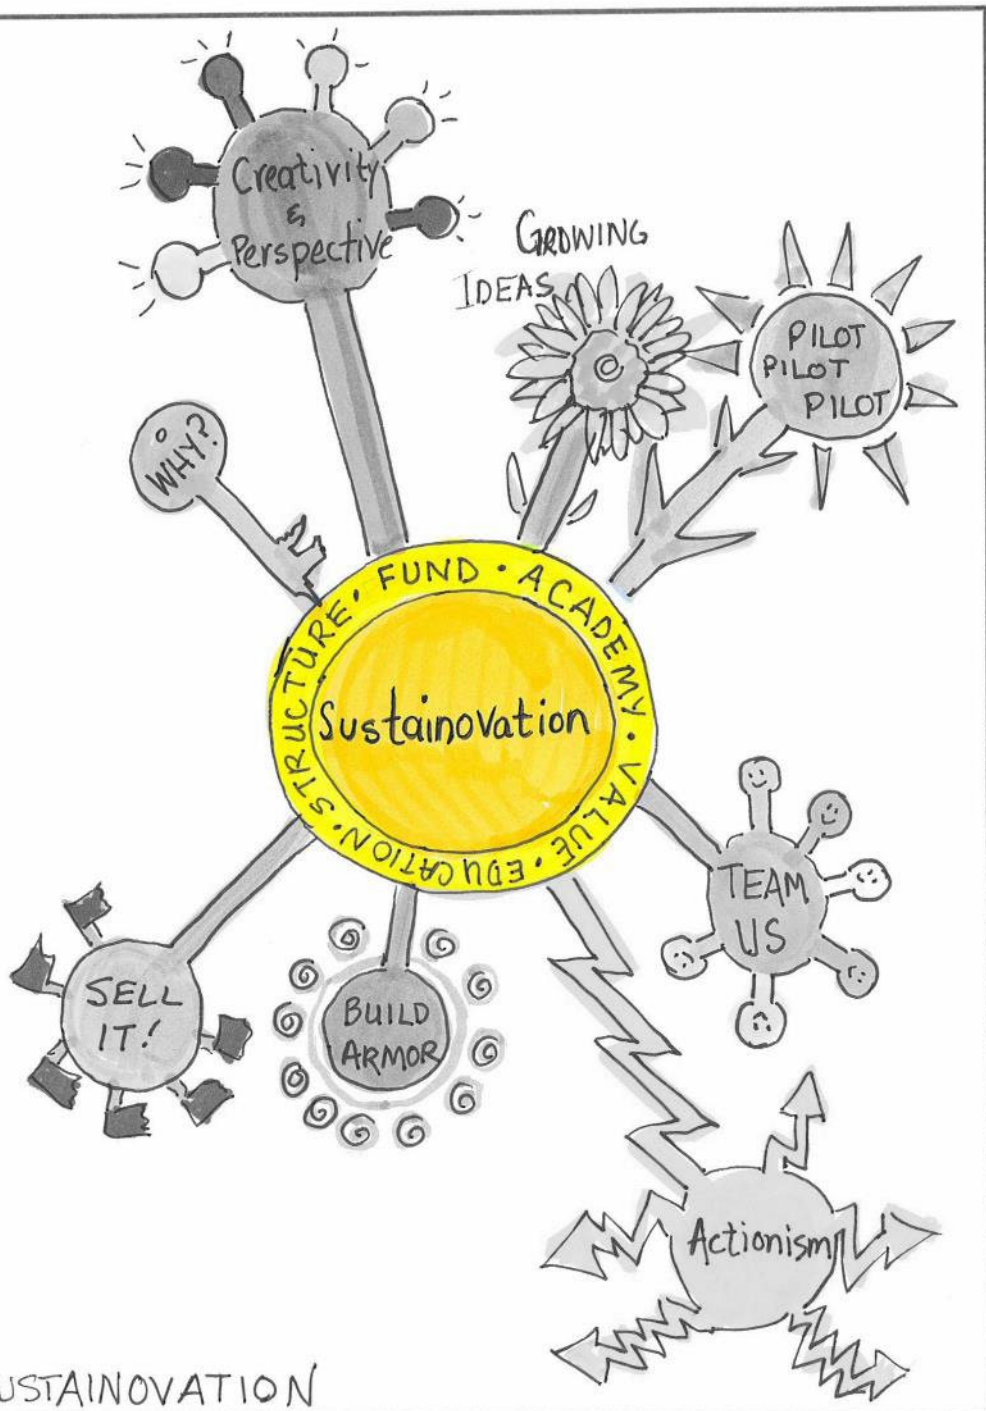 Creativity
&
Perspective
GROWING
IDEAS
PILOT
PILOT
PILOT
WHY?
STRUCTURE · FUND · ACADEMY · VALUE · EDUCATION ·
Sustainovation
TEAM
US
SELL
IT!
BUILD
ARMOR
Actionism
USTAINOVATION